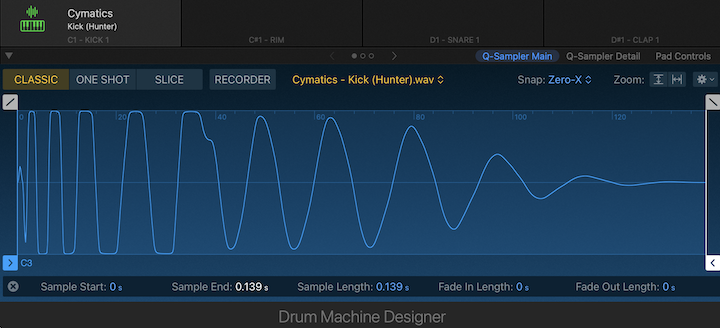 Cymatics
Kick (Hunter)
C1 - KICK 1
C#1 - RIM
D1 - SNARE 1
D#1 - CLAP 1
Q-Sampler Main
Q-Sampler Detail
Pad Controls
CLASSIC
ONE SHOT
SLICE
RECORDER
Cymatics - Kick (Hunter).wav
Snap: Zero-X
Zoom:
0 20 40 60 80 100 120
C3
Sample Start: 0 s
Sample End: 0.139 s
Sample Length: 0.139 s
Fade In Length: 0 s
Fade Out Length: 0 s
Drum Machine Designer